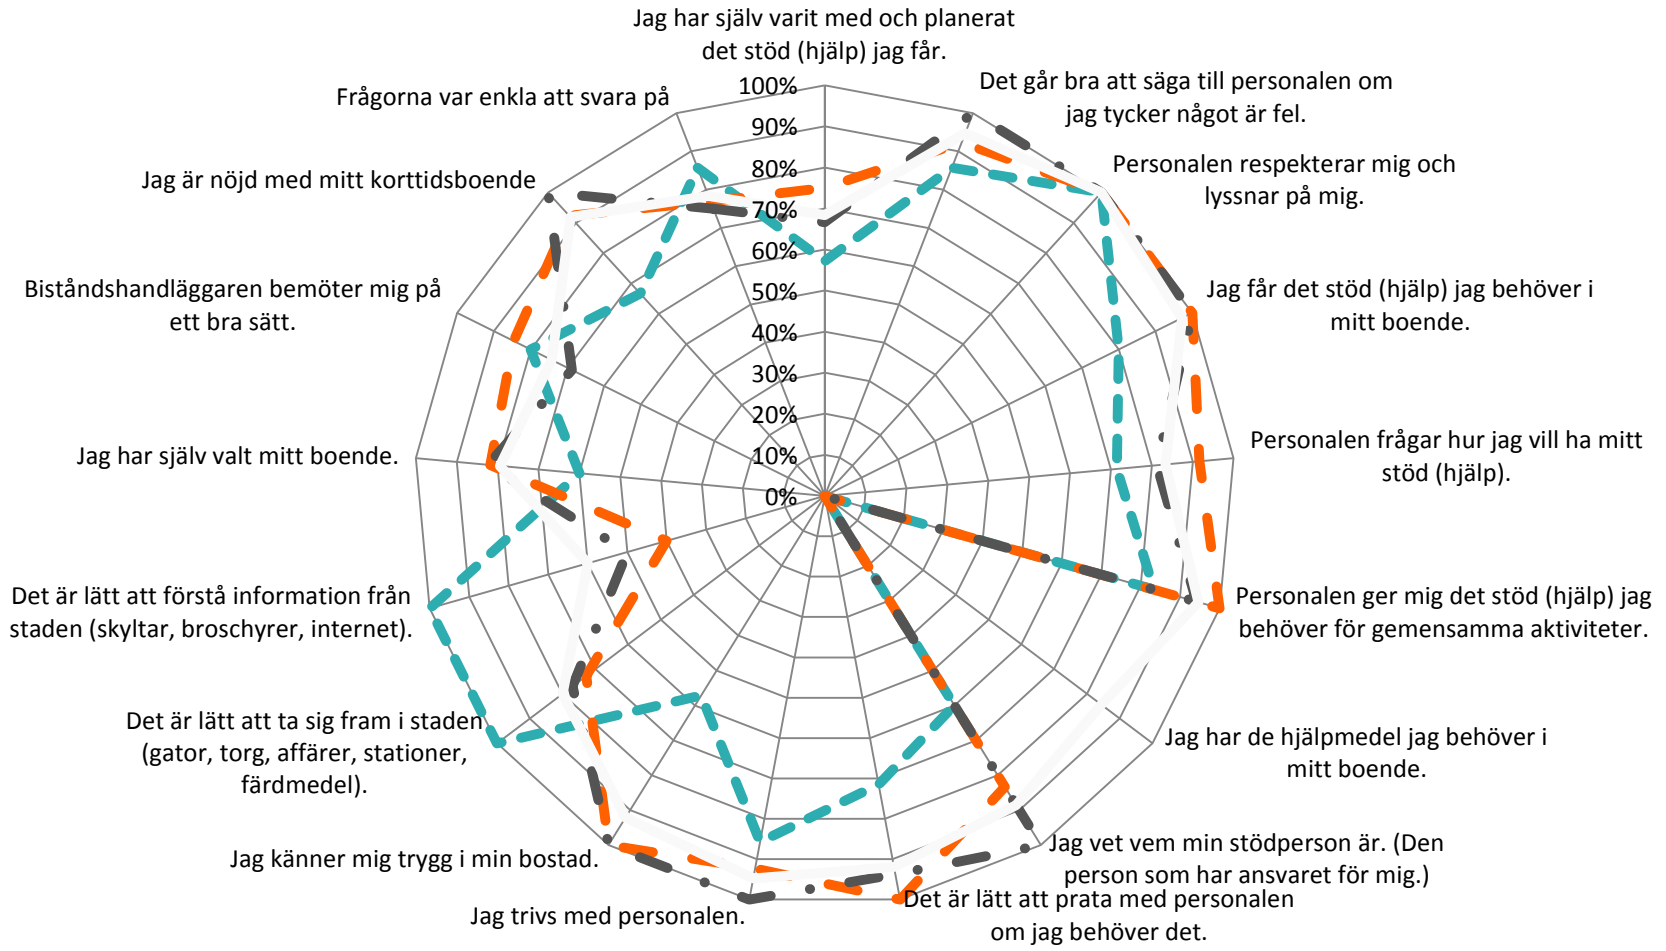 Jag har själv varit med och planerat
det stöd (hjälp) jag får.
Det går bra att säga till personalen om
jag tycker något är fel.
Personalen respekterar mig och
lyssnar på mig.
Jag får det stöd (hjälp) jag behöver i
mitt boende.
Personalen frågar hur jag vill ha mitt
stöd (hjälp).
Personalen ger mig det stöd (hjälp) jag
behöver för gemensamma aktiviteter.
Jag har de hjälpmedel jag behöver i
mitt boende.
Jag vet vem min stödperson är. (Den
person som har ansvaret för mig.)
Det är lätt att prata med personalen
om jag behöver det.
Jag trivs med personalen.
Jag känner mig trygg i min bostad.
Det är lätt att ta sig fram i staden
(gator, torg, affärer, stationer,
färdmedel).
Det är lätt att förstå information från
staden (skyltar, broschyrer, internet).
Jag har själv valt mitt boende.
Biståndshandläggaren bemöter mig på
ett bra sätt.
Jag är nöjd med mitt korttidsboende
Frågorna var enkla att svara på
100%
90%
80%
70%
60%
50%
40%
30%
20%
10%
0%